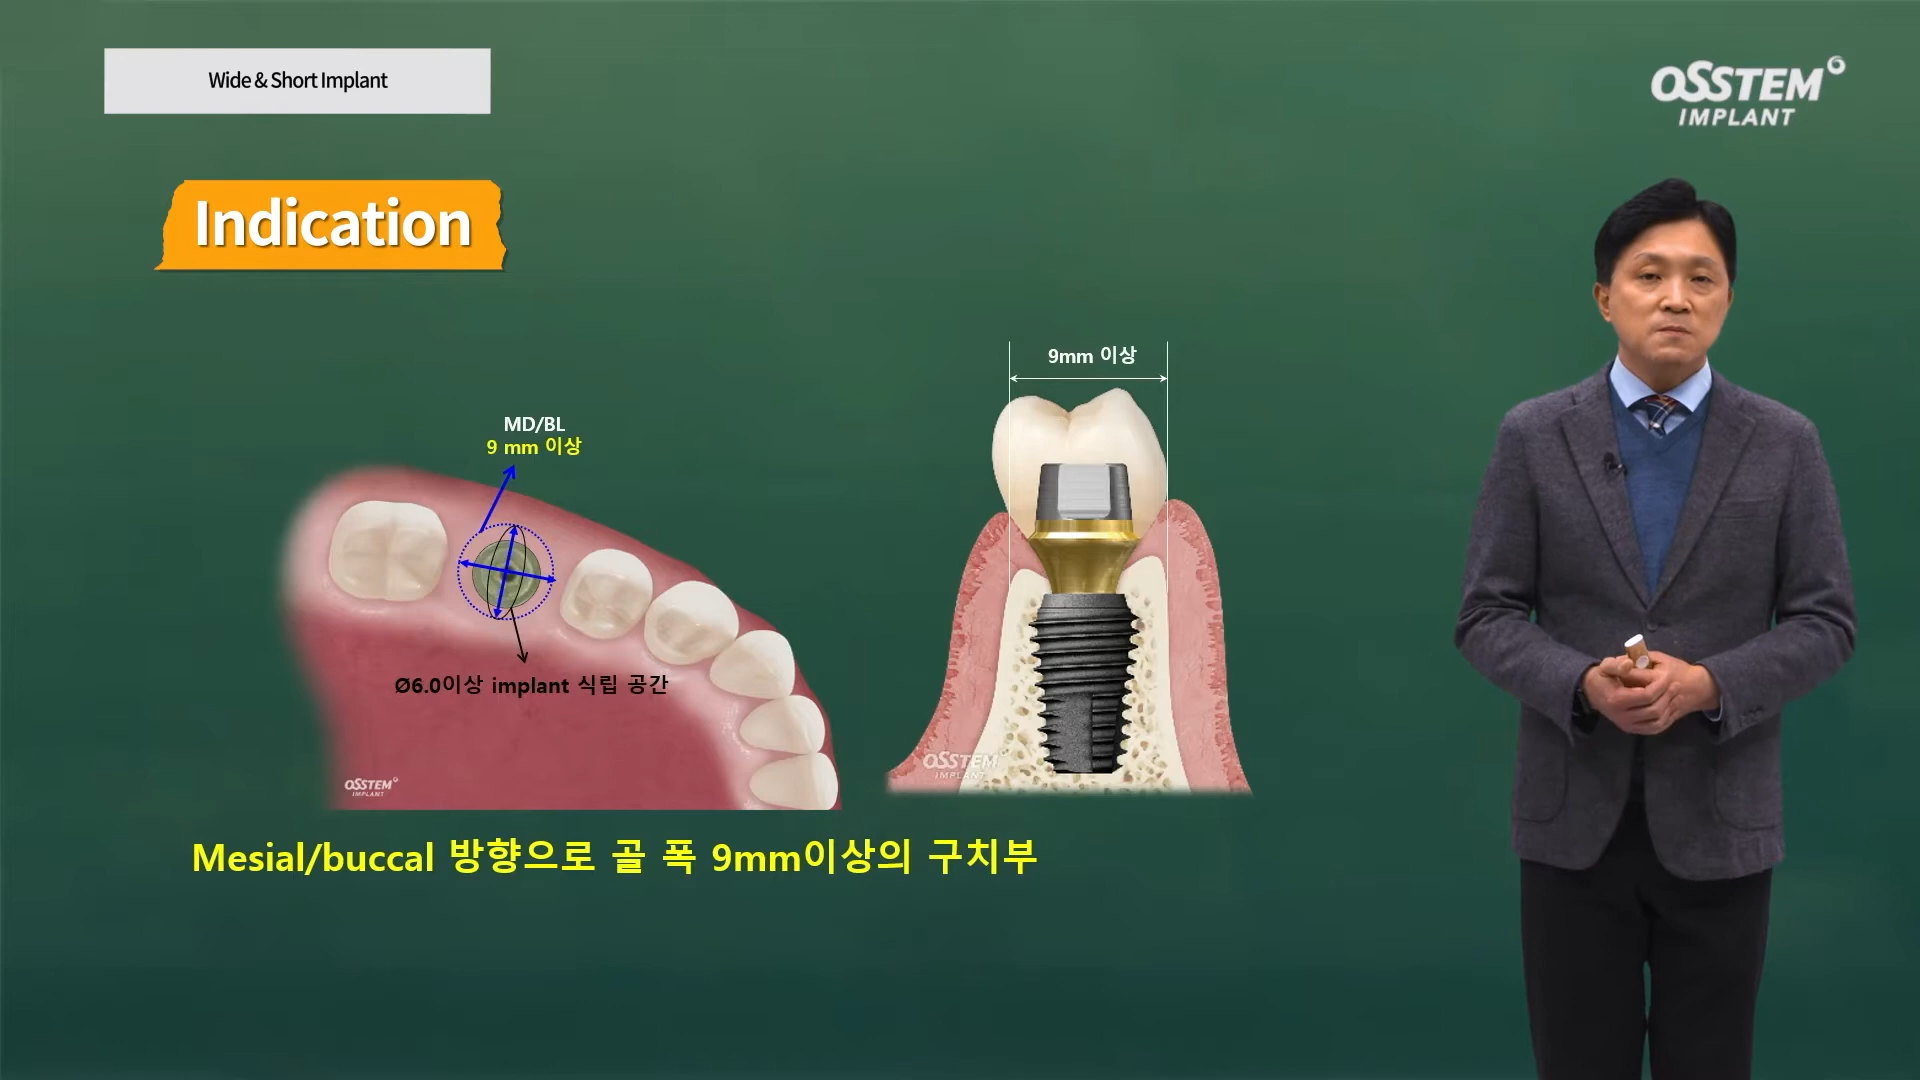 Wide & Short Implant
OSSTEM
IMPLANT
Indication
9mm 이상
MD/BL
9 mm 이상
Ø6.0이상 implant 식립 공간
OSSTEM
IMPLANT
OSSTEM
IMPLANT
Mesial/buccal 방향으로 골 폭 9mm이상의 구치부